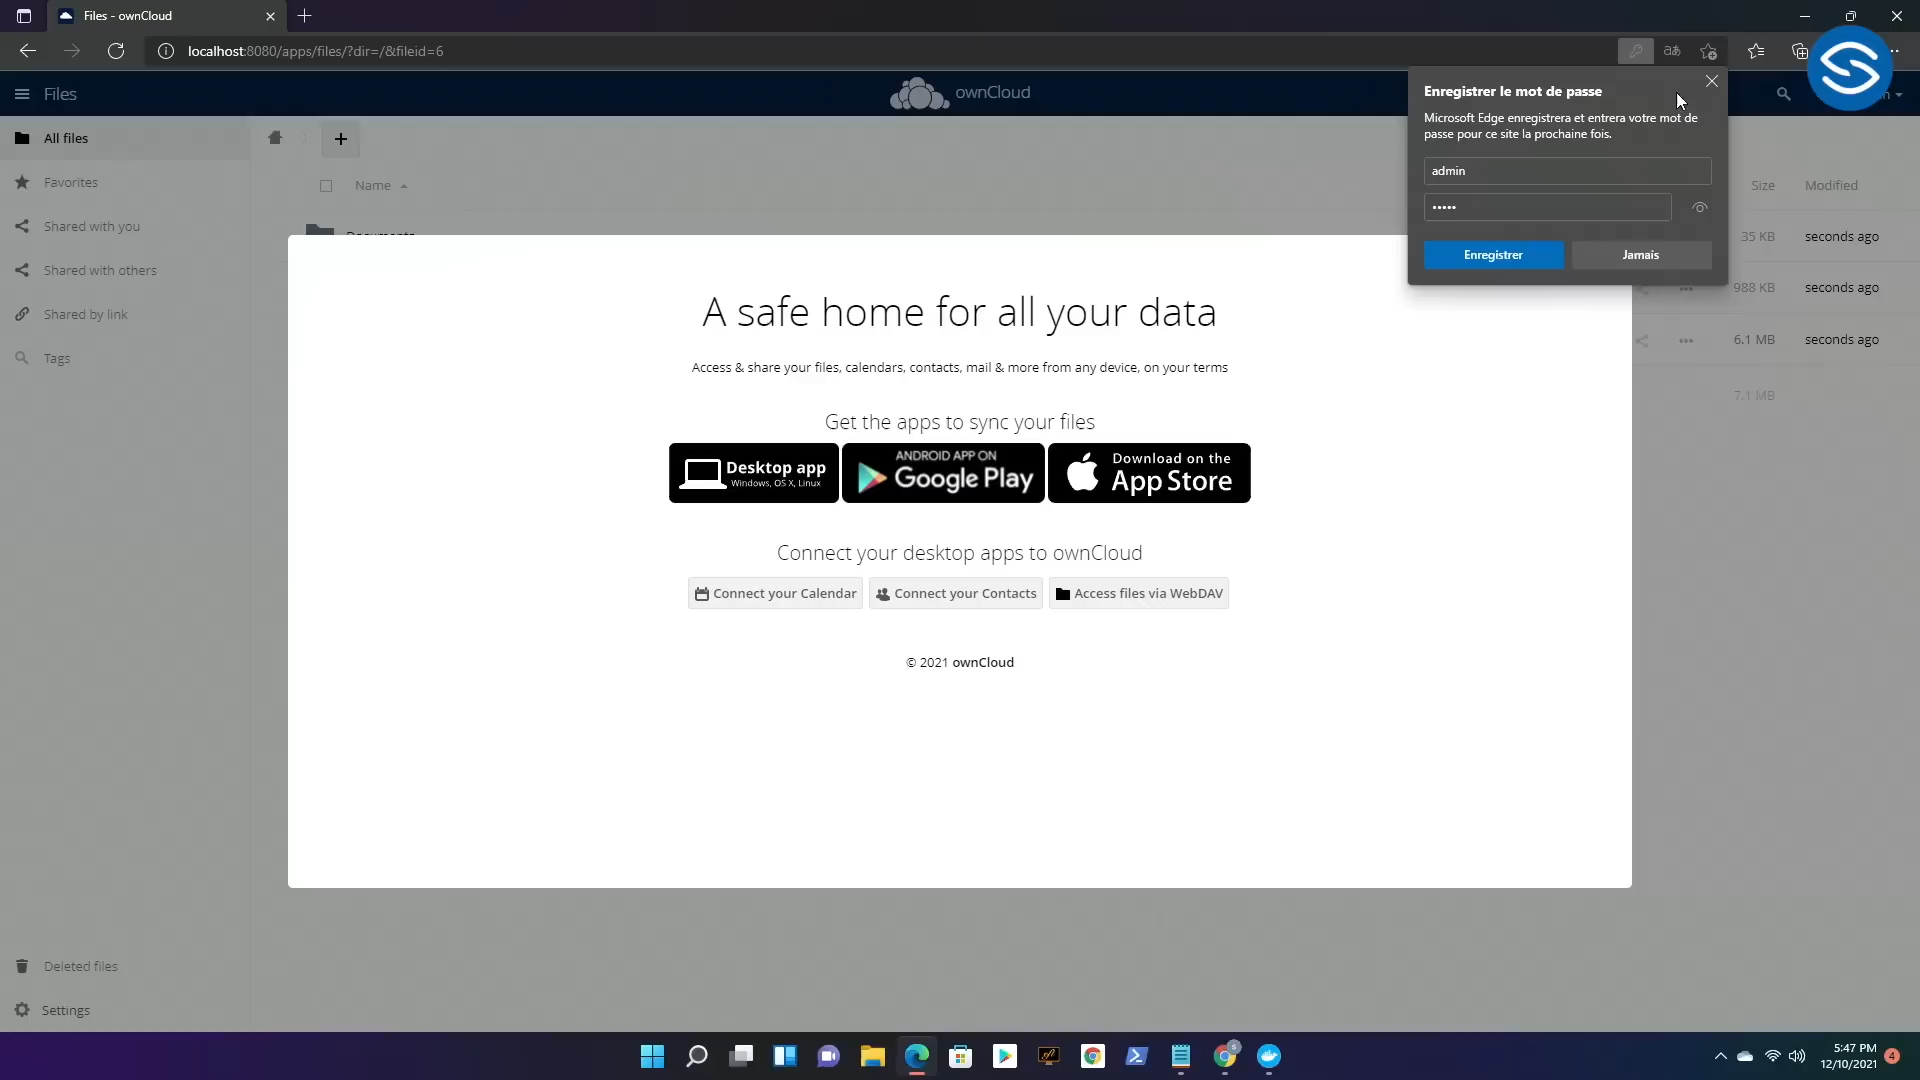 Files - ownCloud
localhost:8080/apps/files/?dir=/&fileid=6
Files
ownCloud
Enregistrer le mot de passe
Microsoft Edge enregistrera et entrera votre mot de
passe pour ce site la prochaine fois.
admin
•••••
Enregistrer
Jamais
All files
Favorites
Shared with you
Shared with others
Shared by link
Tags
Deleted files
Settings
+
Name
Size
Modified
Documents
35 KB
seconds ago
988 KB
seconds ago
6.1 MB
seconds ago
7.1 MB
A safe home for all your data
Access & share your files, calendars, contacts, mail & more from any device, on your terms
Get the apps to sync your files
Desktop app
Windows, OS X, Linux
ANDROID APP ON
Google Play
Download on the
App Store
Connect your desktop apps to ownCloud
Connect your Calendar
Connect your Contacts
Access files via WebDAV
© 2021 ownCloud
5:47 PM
12/10/2021
4